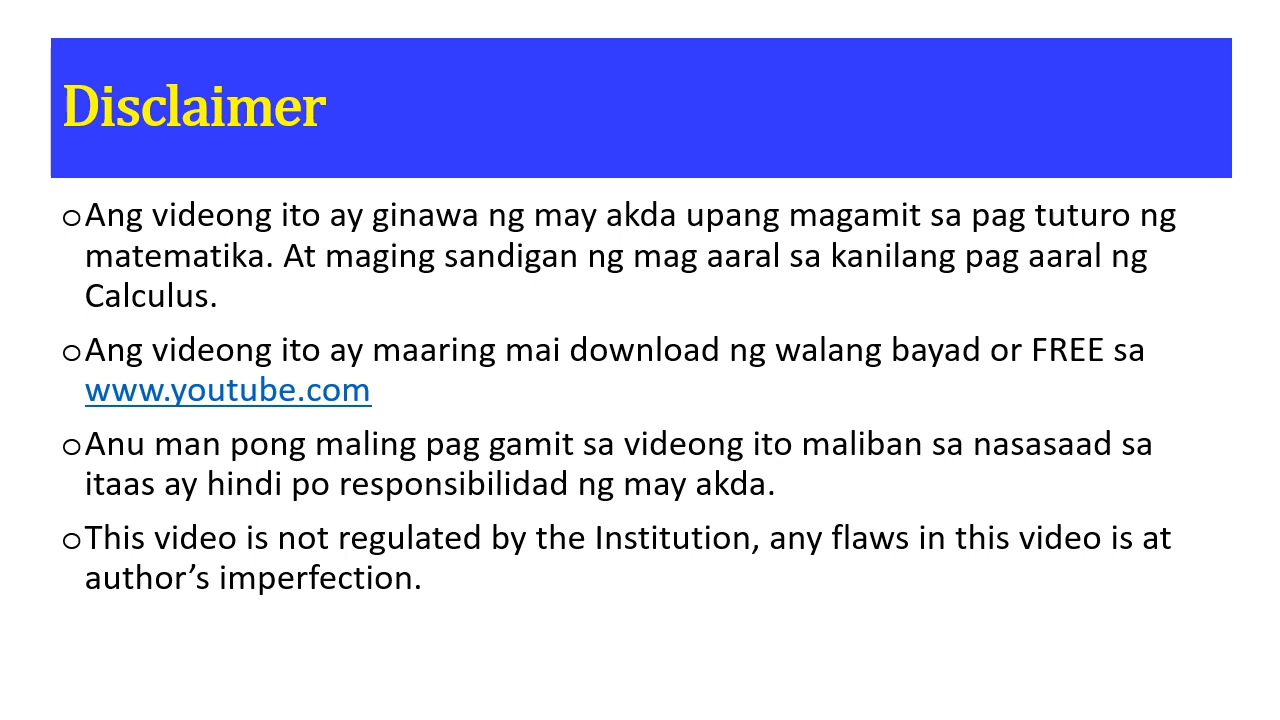 Disclaimer
oAng videong ito ay ginawa ng may akda upang magamit sa pag tuturo ng
matematika. At maging sandigan ng mag aaral sa kanilang pag aaral ng
Calculus.
oAng videong ito ay maaring mai download ng walang bayad or FREE sa
www.youtube.com
oAnu man pong maling pag gamit sa videong ito maliban sa nasasaad sa
itaas ay hindi po responsibilidad ng may akda.
oThis video is not regulated by the Institution, any flaws in this video is at
author’s imperfection.